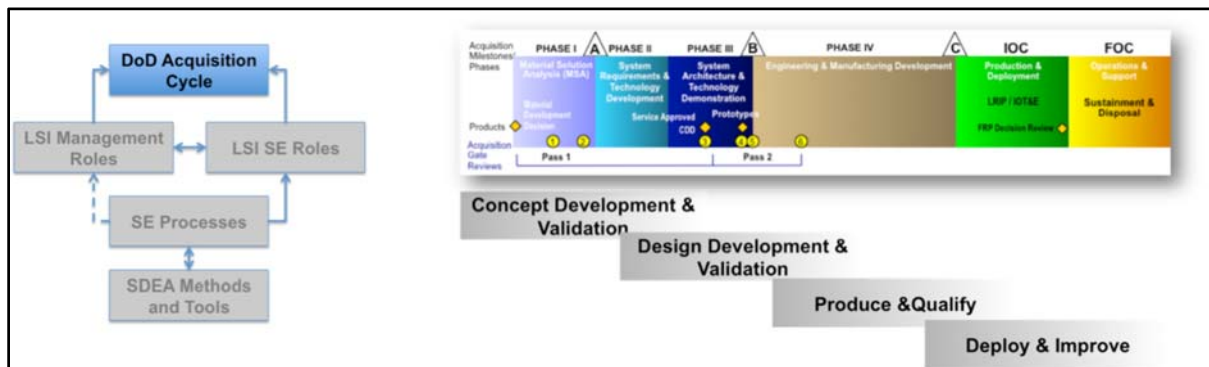 DoD Acquisition
Cycle
LSI Management
Roles
LSI SE Roles
SE Processes
SDEA Methods
and Tools
Acquisition
Milestones/
Phases
PHASE I
A
PHASE II
PHASE III
B
PHASE IV
C
IOC
FOC
Material Solution
Analysis (MSA)
System
Requirements &
Technology
Development
System
Architecture &
Technology
Demonstration
Engineering & Manufacturing Development
Production &
Deployment
Operations &
Support
Material
Development
Decision
LRIP / IOT&E
Sustainment &
Disposal
Service Approved
CDD
Prototypes
FRP Decision Review
Products
1
2
3
4
5
6
Acquisition
Gate
Reviews
Pass 1
Pass 2
Concept Development &
Validation
Design Development &
Validation
Produce &Qualify
Deploy & Improve